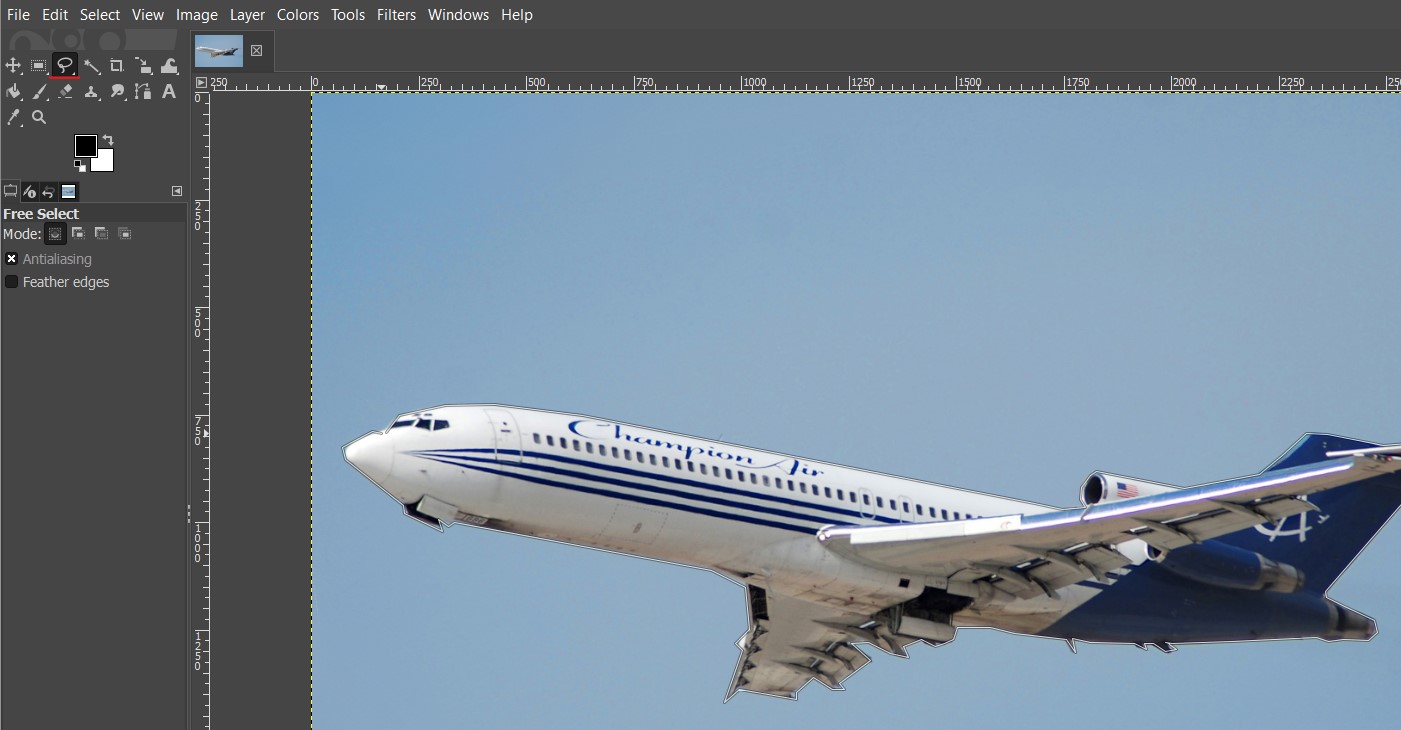 File Edit Select View Image Layer Colors Tools Filters Windows Help
250 0 250 500 750 1000 1250 1500 1750 2000 2250 250
0
250
500
750
1000
1250
A
Free Select
Mode:
Antialiasing
Feather edges
Champion Air